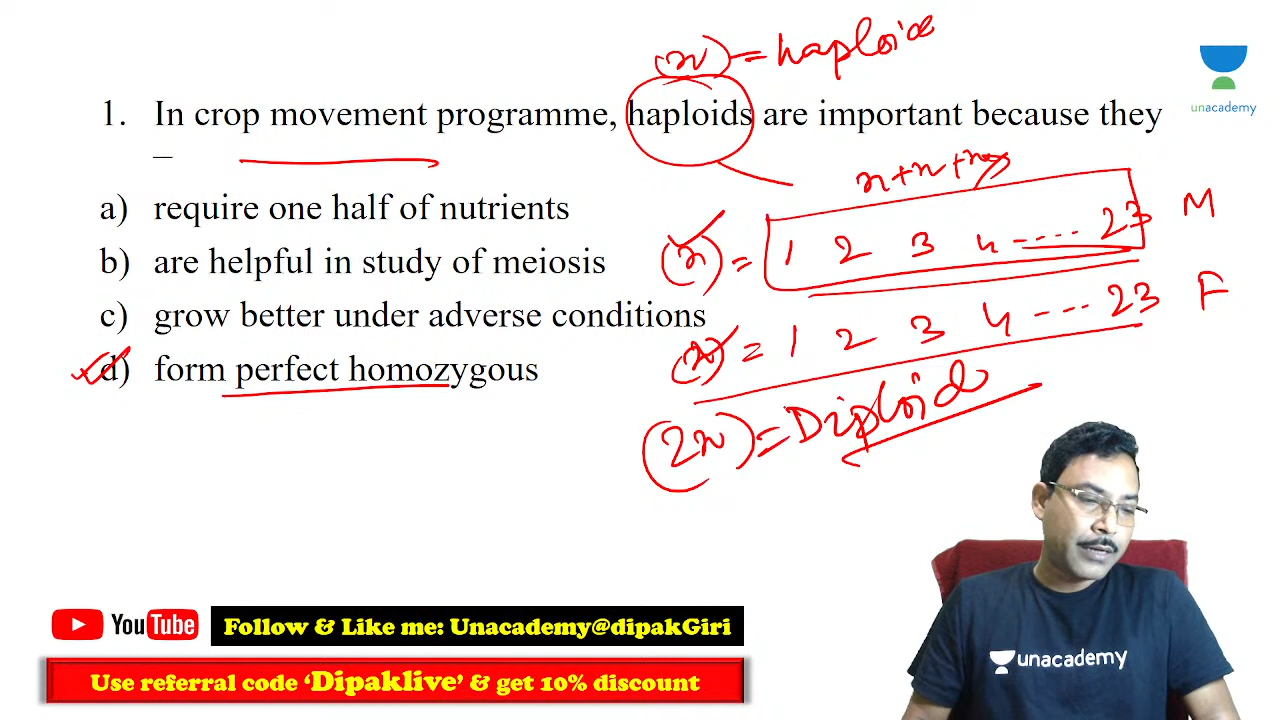 (n) = haploid
unacademy
1. In crop movement programme, haploids are important because they
–
n+n+n
a) require one half of nutrients
(n) = 1 2 3 4 ---- 23 M
b) are helpful in study of meiosis
c) grow better under adverse conditions
(n) = 1 2 3 4 --- 23 F
d) form perfect homozygous
(2n) = Diploid
unacademy
YouTube
Follow & Like me: Unacademy@dipakGiri
Use referral code ‘Dipaklive’ & get 10% discount